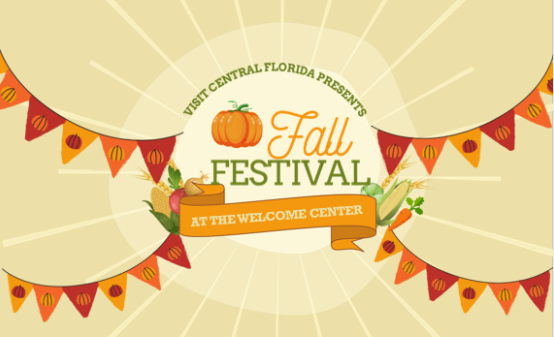 VISIT CENTRAL FLORIDA PRESENTS
Fall
FESTIVAL
AT THE WELCOME CENTER